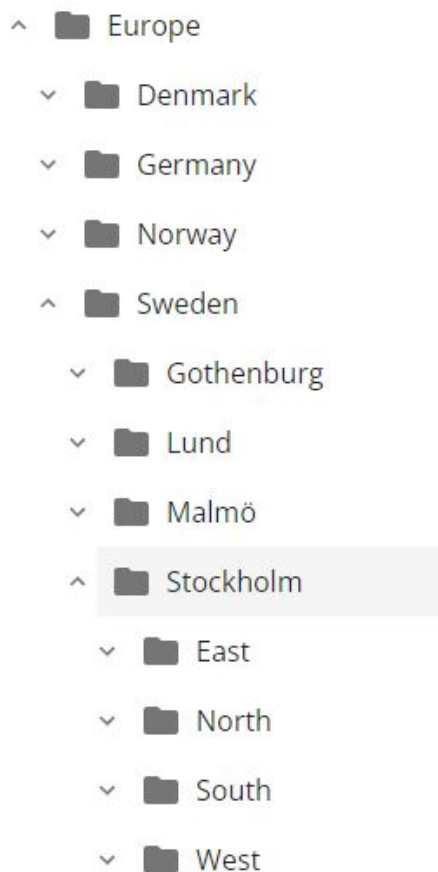 Europe
Denmark
Germany
Norway
Sweden
Gothenburg
Lund
Malmö
Stockholm
East
North
South
West